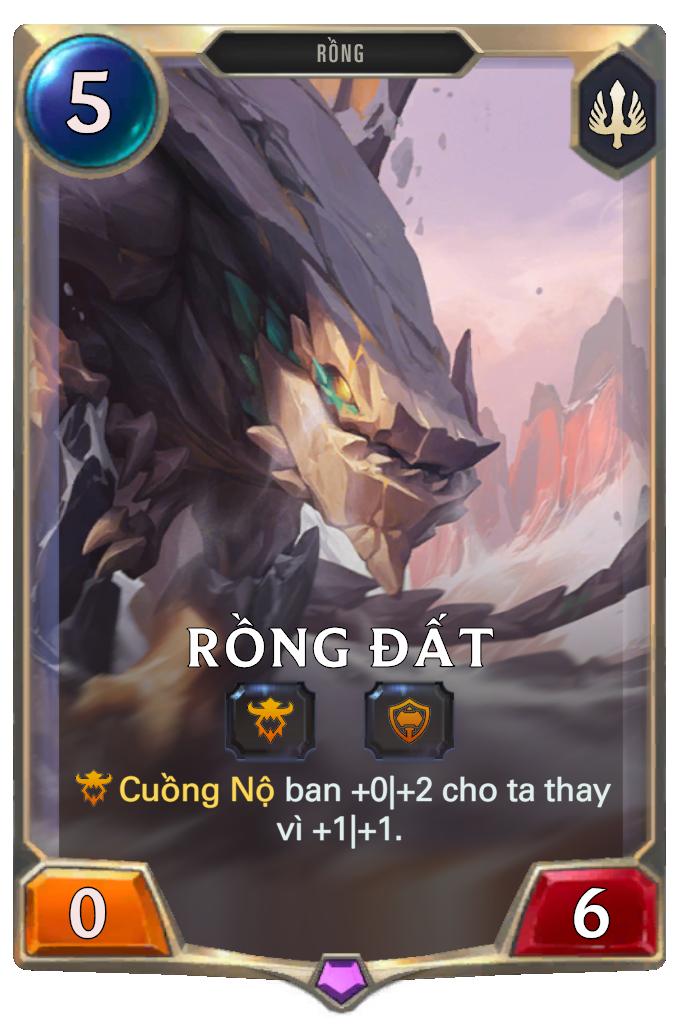 RỒNG
5
RỒNG ĐẤT
Cuồng Nộ ban +0|+2 cho ta thay
vì +1|+1.
0
6